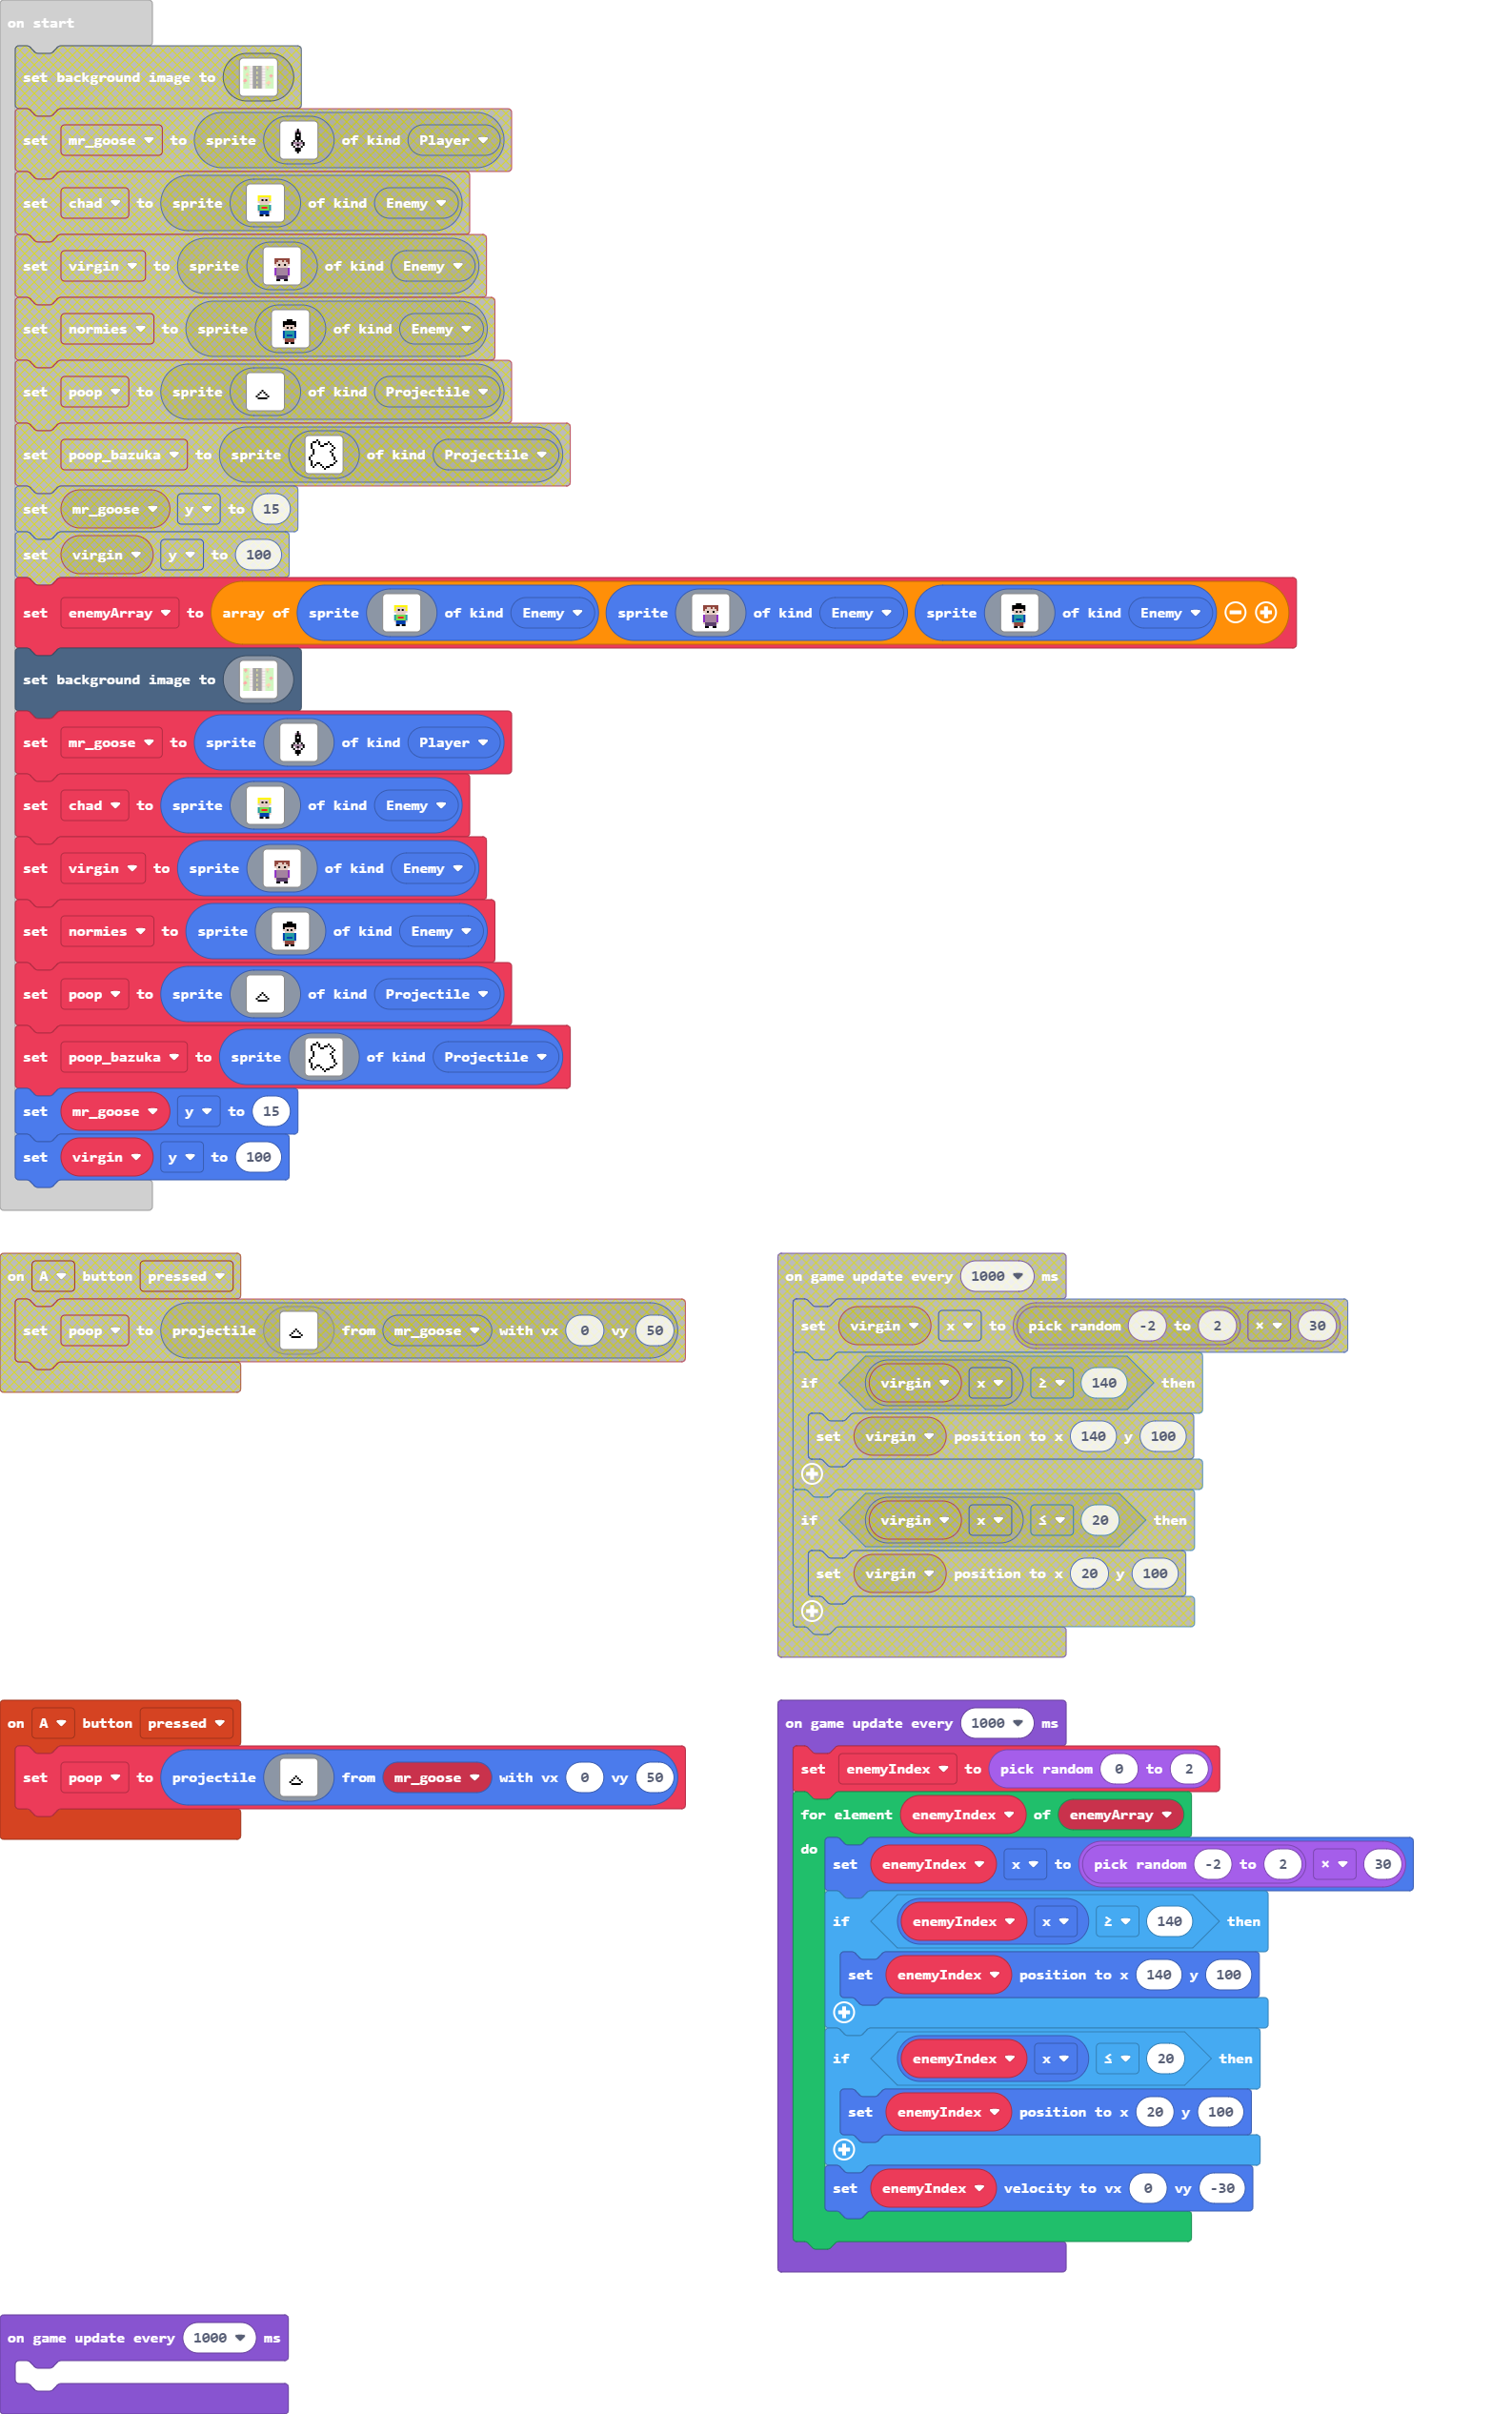 on start
set background image to
set mr_goose to sprite of kind Player
set chad to sprite of kind Enemy
set virgin to sprite of kind Enemy
set normies to sprite of kind Enemy
set poop to sprite of kind Projectile
set poop_bazuka to sprite of kind Projectile
set mr_goose y to 15
set virgin y to 100
set enemyArray to array of sprite of kind Enemy sprite of kind Enemy sprite of kind Enemy
set background image to
set mr_goose to sprite of kind Player
set chad to sprite of kind Enemy
set virgin to sprite of kind Enemy
set normies to sprite of kind Enemy
set poop to sprite of kind Projectile
set poop_bazuka to sprite of kind Projectile
set mr_goose y to 15
set virgin y to 100
on A button pressed
set poop to projectile from mr_goose with vx 0 vy 50
on game update every 1000 ms
set virgin x to pick random -2 to 2 × 30
if virgin x ≥ 140 then
set virgin position to x 140 y 100
if virgin x ≤ 20 then
set virgin position to x 20 y 100
on A button pressed
set poop to projectile from mr_goose with vx 0 vy 50
on game update every 1000 ms
set enemyIndex to pick random 0 to 2
for element enemyIndex of enemyArray
do set enemyIndex x to pick random -2 to 2 × 30
if enemyIndex x ≥ 140 then
set enemyIndex position to x 140 y 100
if enemyIndex x ≤ 20 then
set enemyIndex position to x 20 y 100
set enemyIndex velocity to vx 0 vy -30
on game update every 1000 ms